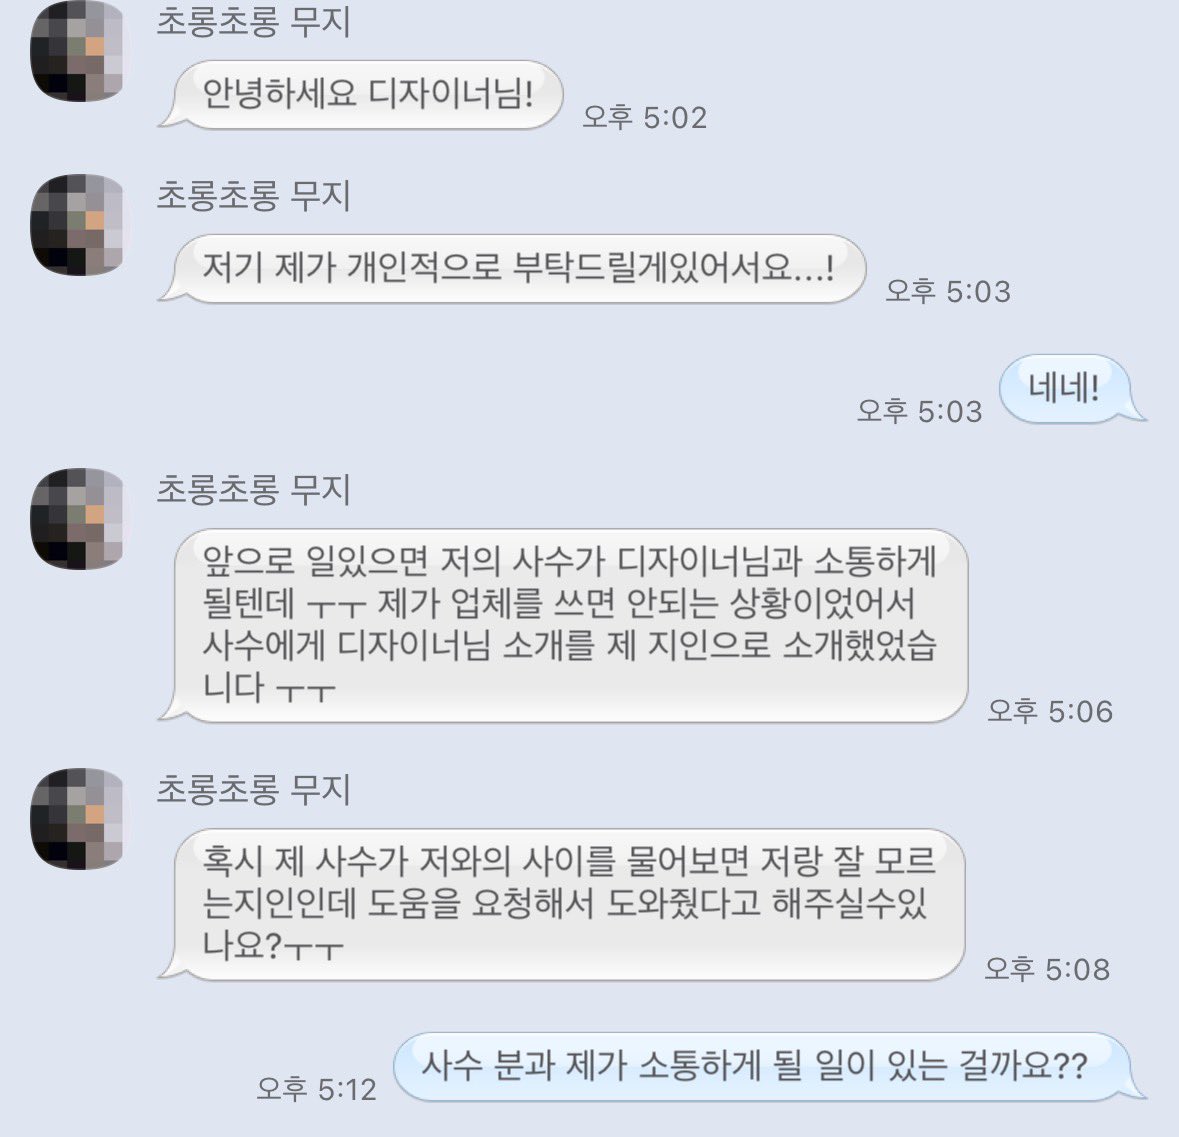 초롱초롱 무지
안녕하세요 디자이너님!
오후 5:02
초롱초롱 무지
저기 제가 개인적으로 부탁드릴게있어서요...!
오후 5:03
네네!
오후 5:03
초롱초롱 무지
앞으로 일있으면 저의 사수가 디자이너님과 소통하게
될텐데 ㅜㅜ 제가 업체를 쓰면 안되는 상황이었어서
사수에게 디자이너님 소개를 제 지인으로 소개했었습
니다 ㅜㅜ
오후 5:06
초롱초롱 무지
혹시 제 사수가 저와의 사이를 물어보면 저랑 잘 모르
는지인인데 도움을 요청해서 도와줬다고 해주실수있
나요?ㅜㅜ
오후 5:08
사수 분과 제가 소통하게 될 일이 있는 걸까요??
오후 5:12